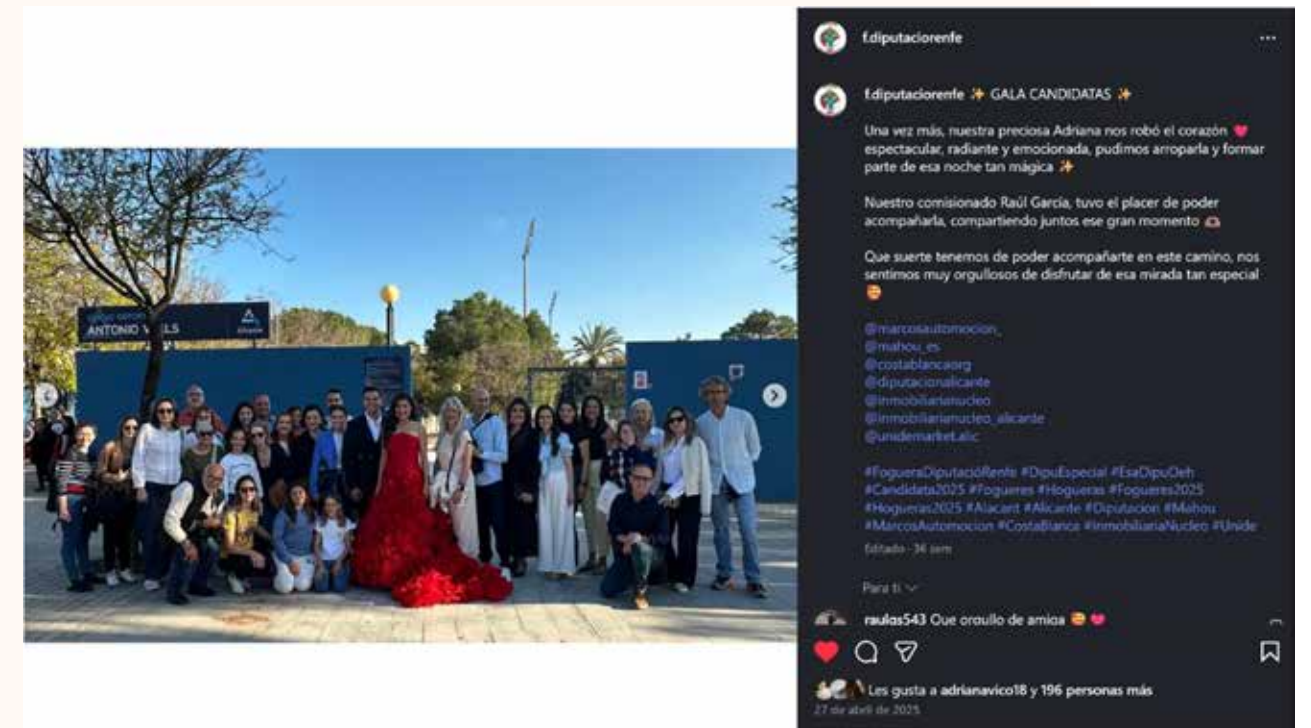 ANTONIO
Alicante
f.diputaciorenfe
f.diputaciorenfe ✨ GALA CANDIDATAS ✨
Una vez más, nuestra preciosa Adriana nos robó el corazón ❤️
espectacular, radiante y emocionada, pudimos arroparla y formar
parte de esa noche tan mágica ✨
Nuestro comisionado Raúl García, tuvo el placer de poder
acompañarla, compartiendo juntos ese gran momento 🫶🏽
Que suerte tenemos de poder acompañarte en este camino, nos
sentimos muy orgullosos de disfrutar de esa mirada tan especial
🥰
@marcosautomocion_
@mahou_es
@costablancaorg
@diputacionalicante
@inmobiliarianucleo
@inmobiliarianucleo_alicante
@unidemarket.alic
#FogueraDiputacióRenfe #DipuEspecial #EsaDipuOeh
#Candidata2025 #Fogueres #Hogueras #Fogueres2025
#Hogueras2025 #Alacant #Alicante #Diputacion #Mahou
#MarcosAutomocion #CostaBlanca #InmobiliariaNucleo #Unide
Editado · 36 sem
Para ti
raulgs543 Que orgullo de amiga 🥰 ❤️
Les gusta a adrianavico18 y 196 personas más
27 de abril de 2025